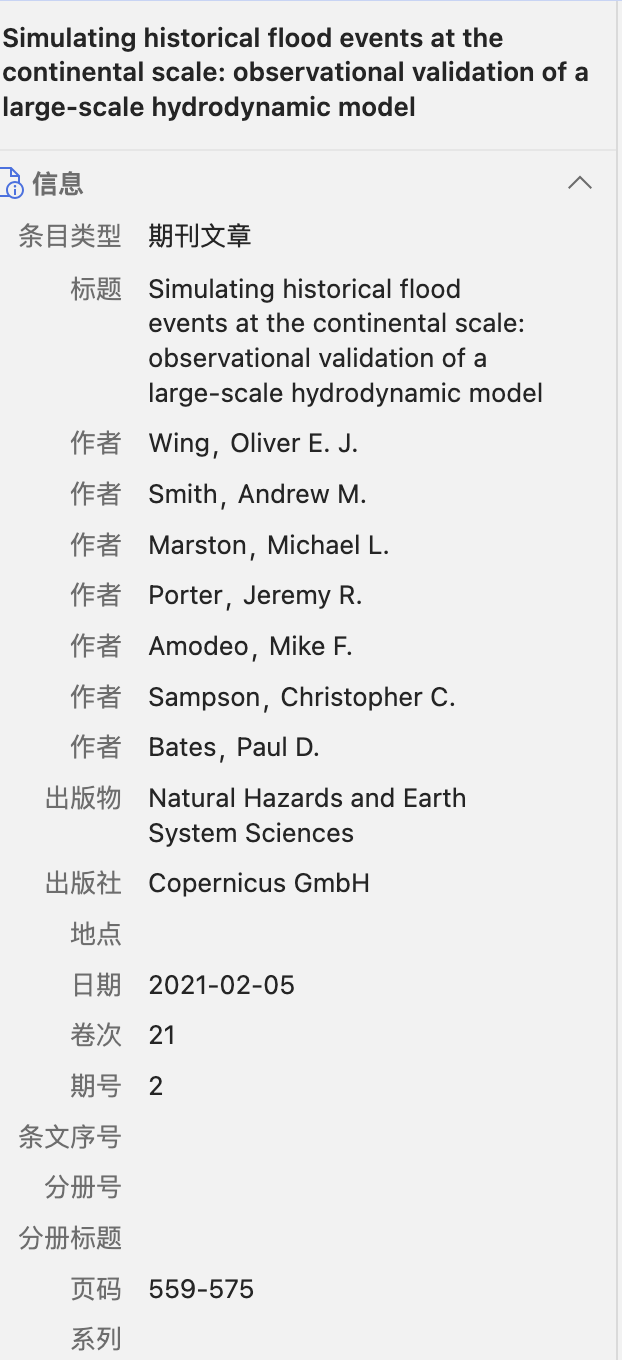 Simulating historical flood events at the
continental scale: observational validation of a
large-scale hydrodynamic model
信息
条目类型 期刊文章
标题 Simulating historical flood
events at the continental scale:
observational validation of a
large-scale hydrodynamic model
作者 Wing, Oliver E. J.
作者 Smith, Andrew M.
作者 Marston, Michael L.
作者 Porter, Jeremy R.
作者 Amodeo, Mike F.
作者 Sampson, Christopher C.
作者 Bates, Paul D.
出版物 Natural Hazards and Earth
System Sciences
出版社 Copernicus GmbH
地点
日期 2021-02-05
卷次 21
期号 2
条文序号
分册号
分册标题
页码 559-575
系列